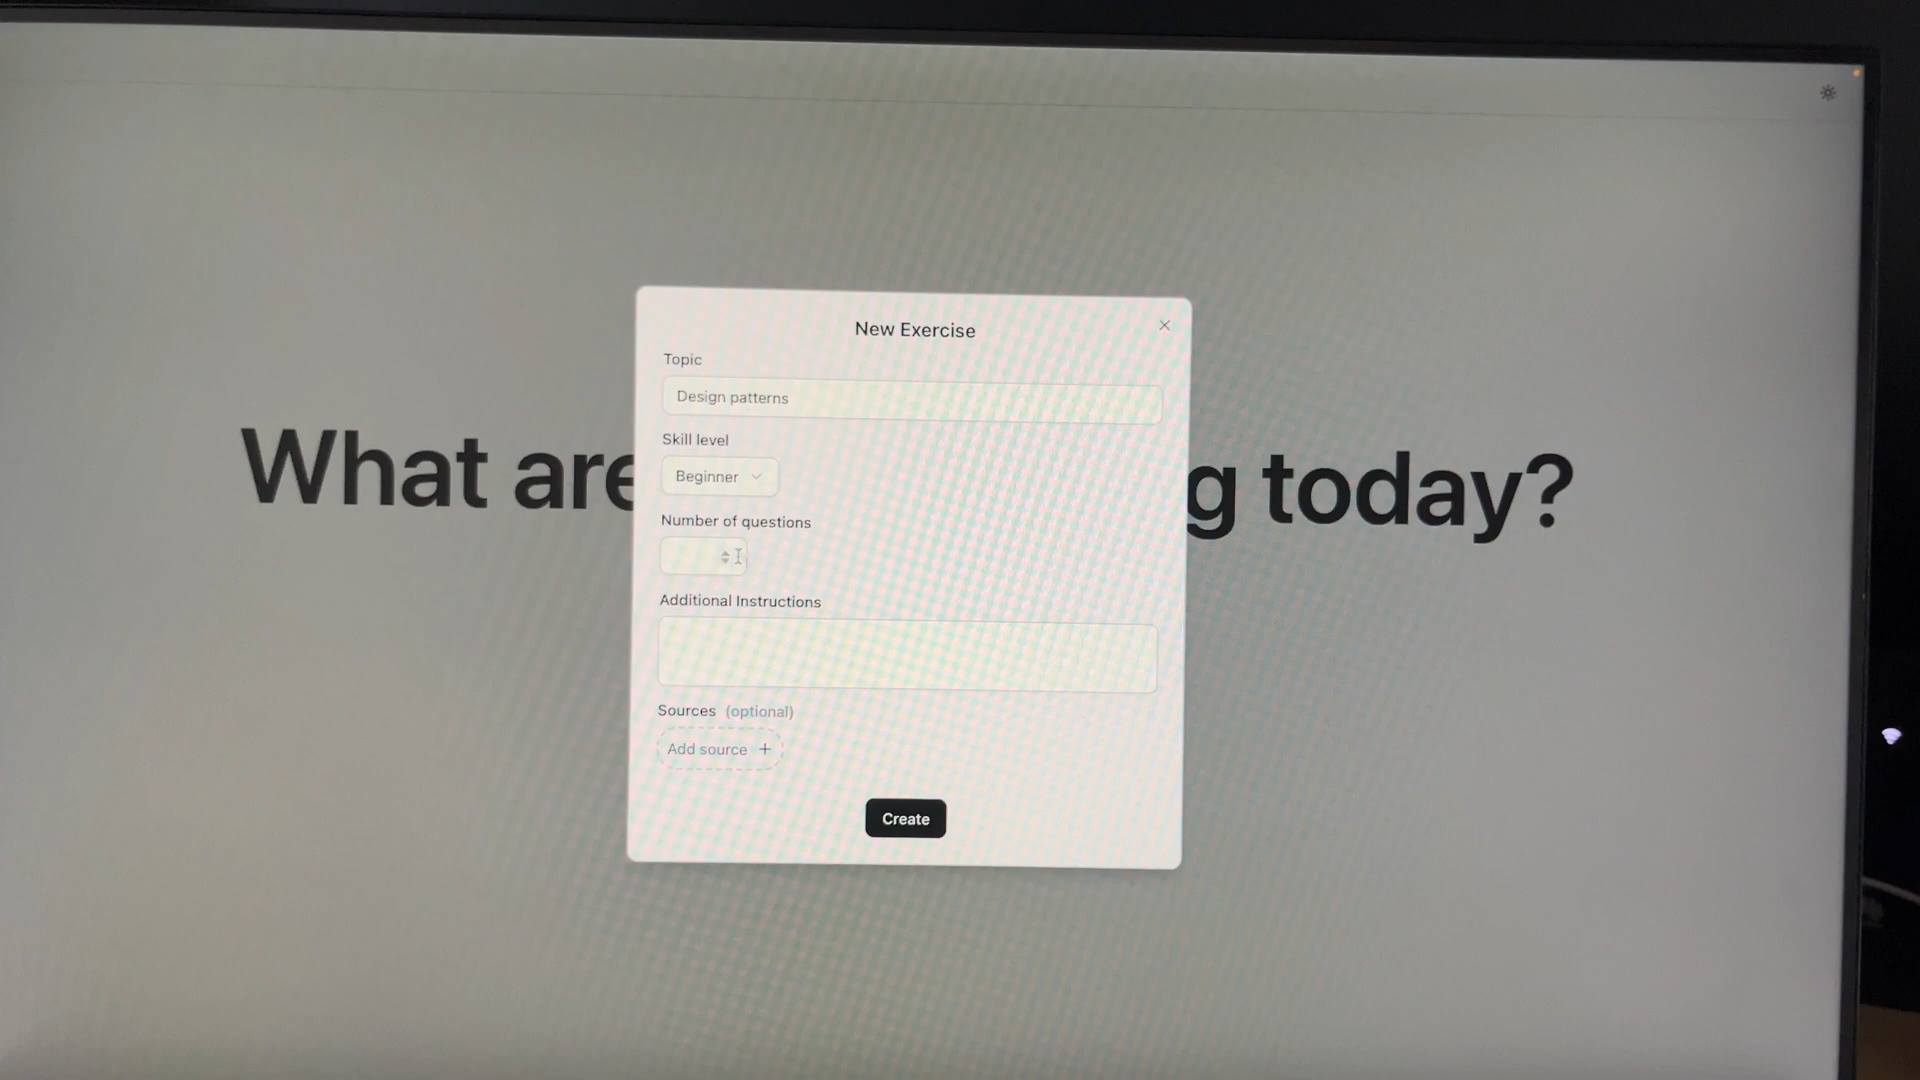 New Exercise
Topic
Design patterns
What are g today?
Skill level
Beginner
Number of questions
Additional Instructions
Sources (optional)
Add source +
Create